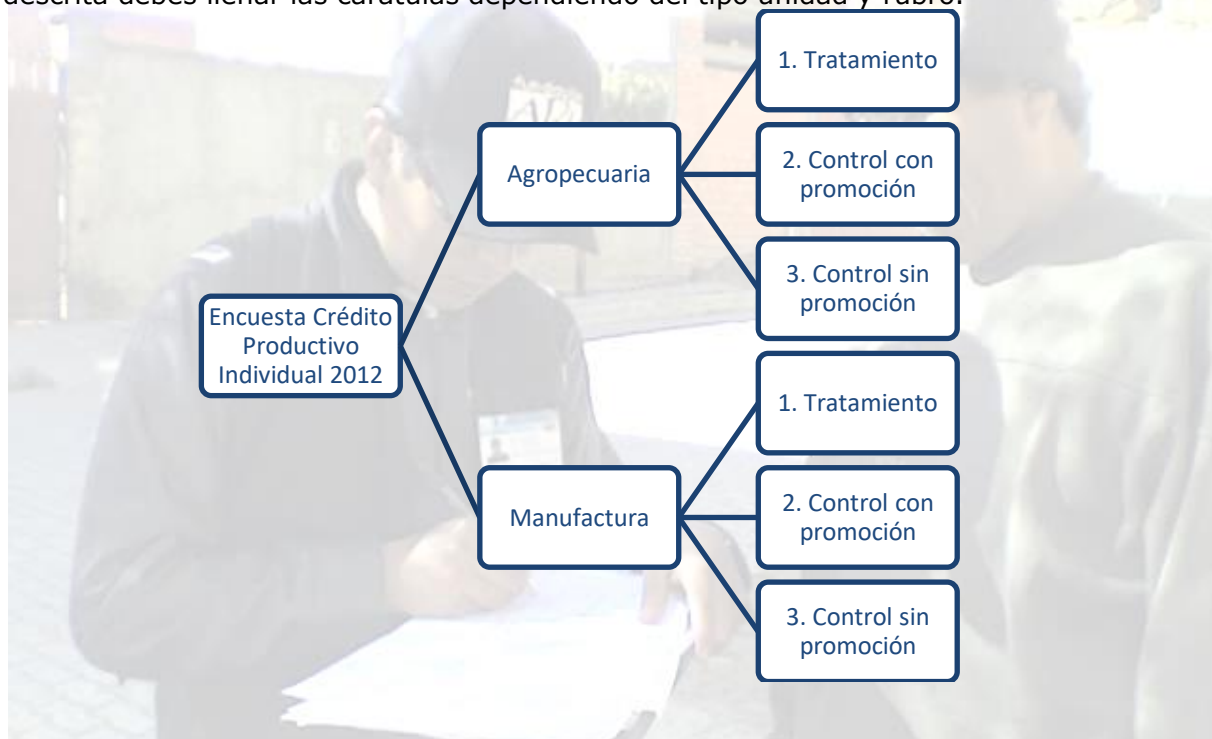 descrita debes llenar las carátulas dependiendo del tipo unidad y rubro.
1. Tratamiento
Agropecuaria
2. Control con
promoción
3. Control sin
promoción
Encuesta Crédito
Productivo
Individual 2012
1. Tratamiento
Manufactura
2. Control con
promoción
3. Control sin
promoción